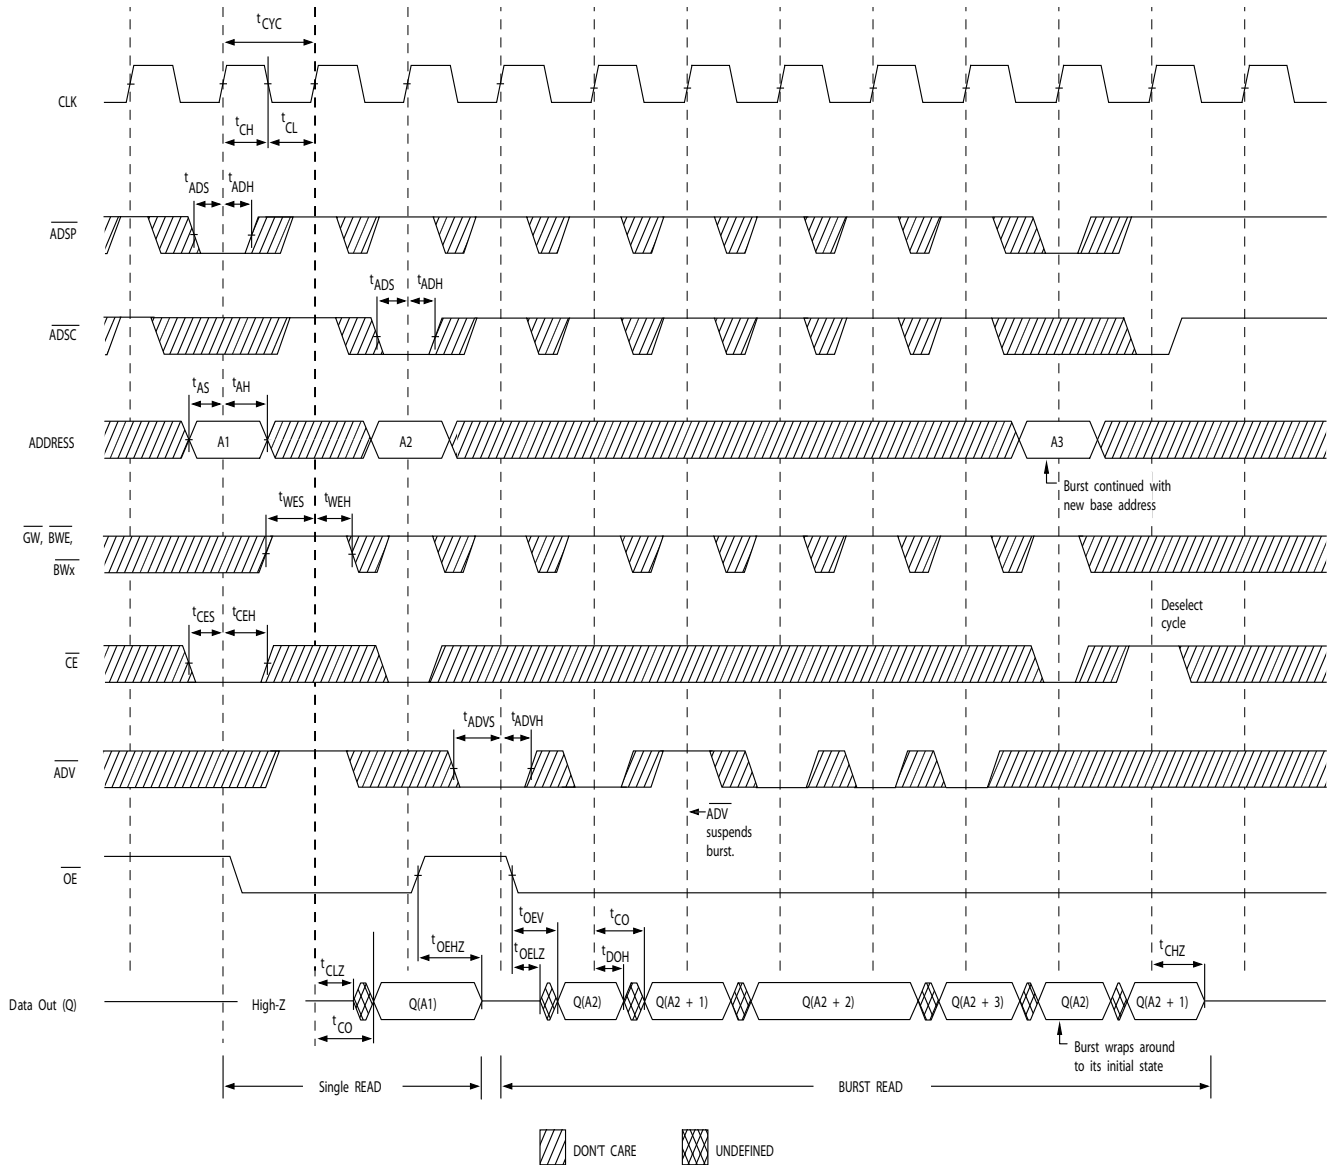 tCYC
CLK
tCH
tCL
tADS
tADH
ADSP
tADS
tADH
ADSC
tAS
tAH
ADDRESS
A1
A2
A3
Burst continued with
new base address
tWES
tWEH
GW, BWE,
BWx
tCES
tCEH
Deselect
cycle
CE
tADVS
tADVH
ADV
ADV
suspends
burst.
OE
tOEV
tCO
tOEHZ
tOELZ
tDOH
tCHZ
tCLZ
Data Out (Q)
High-Z
Q(A1)
Q(A2)
Q(A2 + 1)
Q(A2 + 2)
Q(A2 + 3)
Q(A2)
Q(A2 + 1)
tCO
Burst wraps around
to its initial state
Single READ
BURST READ
DON'T CARE
UNDEFINED